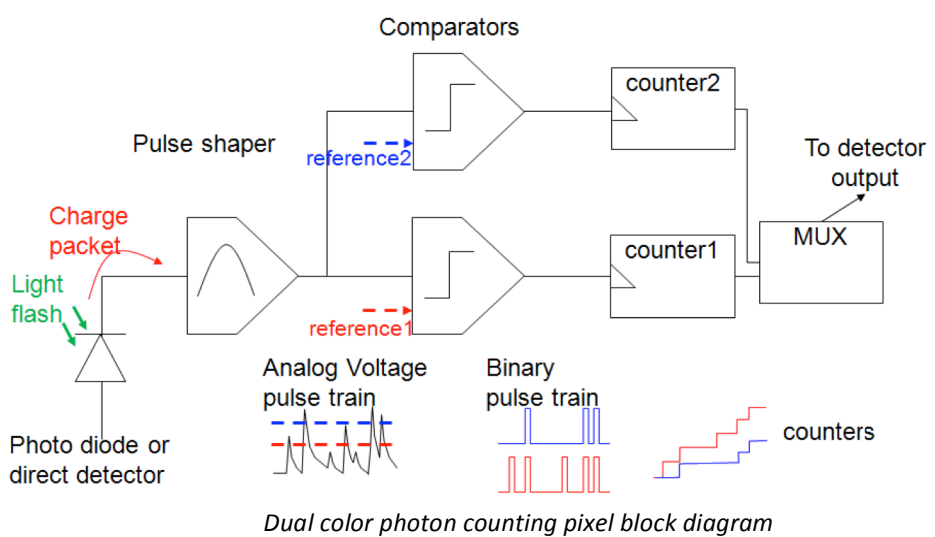 Comparators
counter2
Pulse shaper
reference2
To detector
output
Charge
packet
MUX
counter1
Light
flash
reference1
Analog Voltage
pulse train
Binary
pulse train
counters
Photo diode or
direct detector
Dual color photon counting pixel block diagram